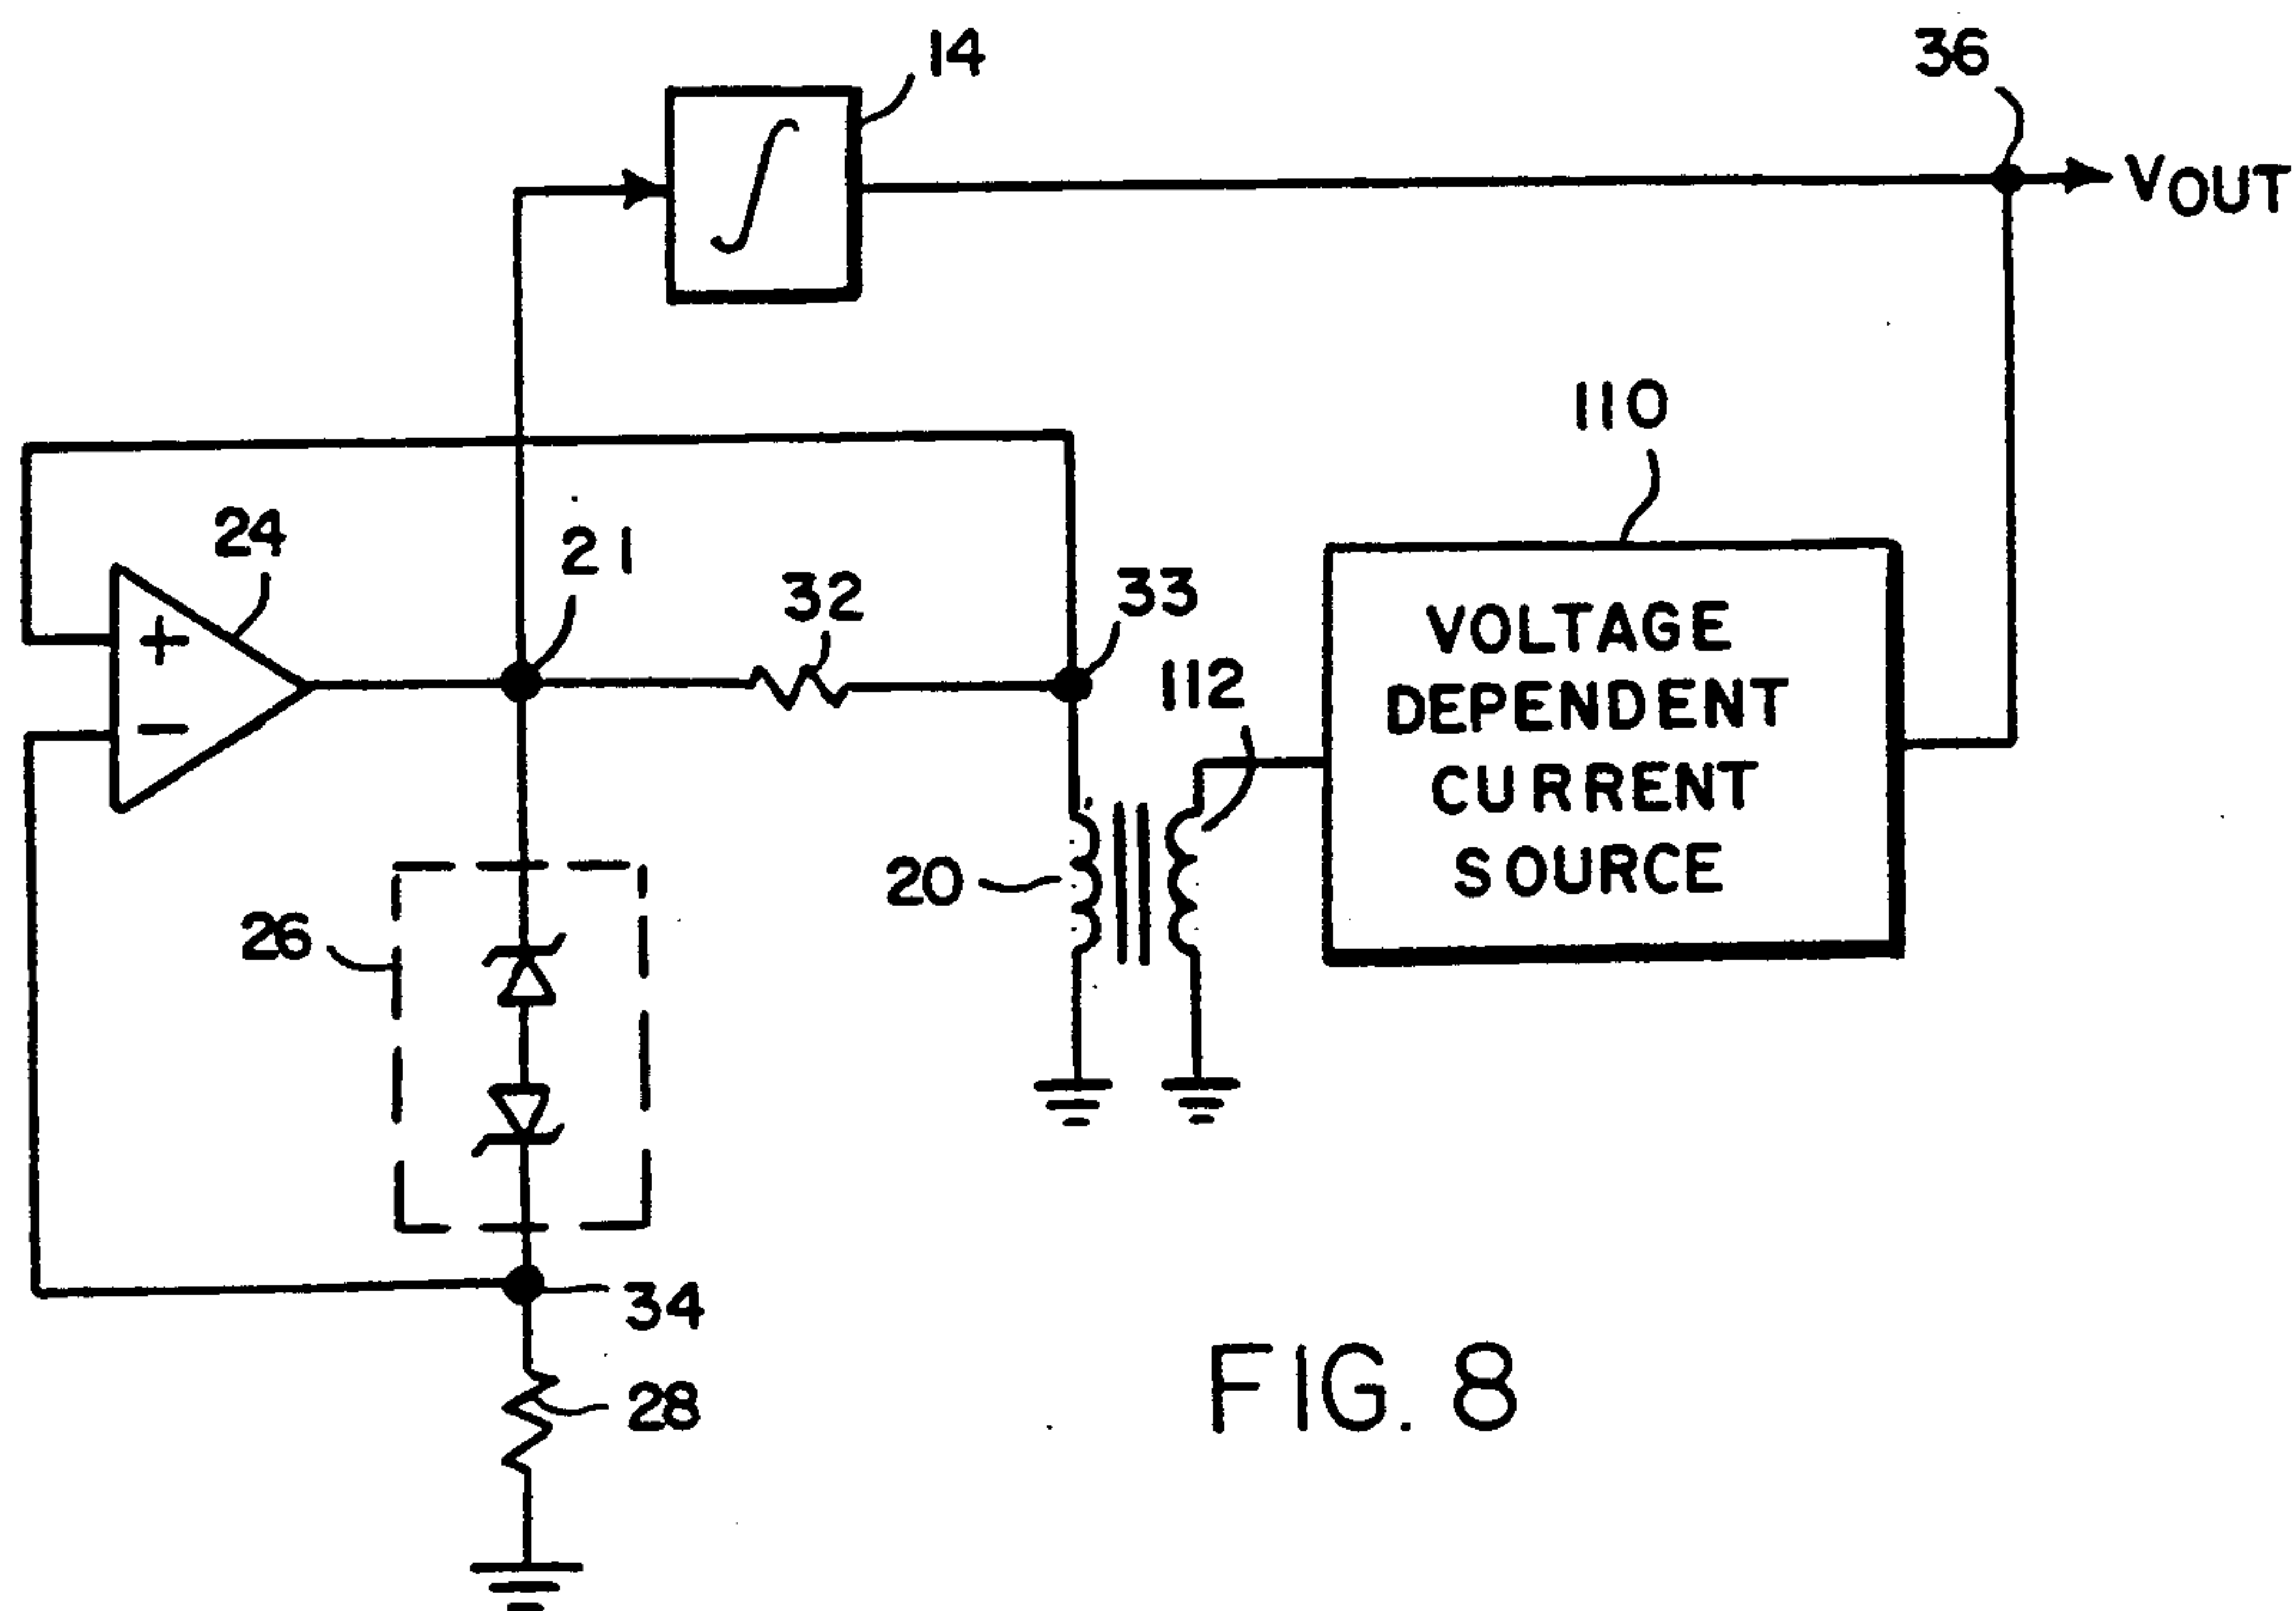 14
36
VOUT
110
24
21
32
33
112
+
−
VOLTAGE
DEPENDENT
CURRENT
SOURCE
20
26
34
28
FIG. 8